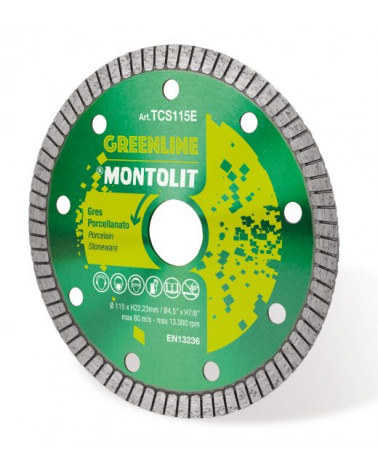 Art.TCS115E
GREENLINE
®MONTOLIT
Gres
Porcellanato
Porcelain
Stoneware
Ø 115 x H22,23mm / Ø4,5" x H7/8"
max 80 m/s - max 13.300 rpm
EN13236